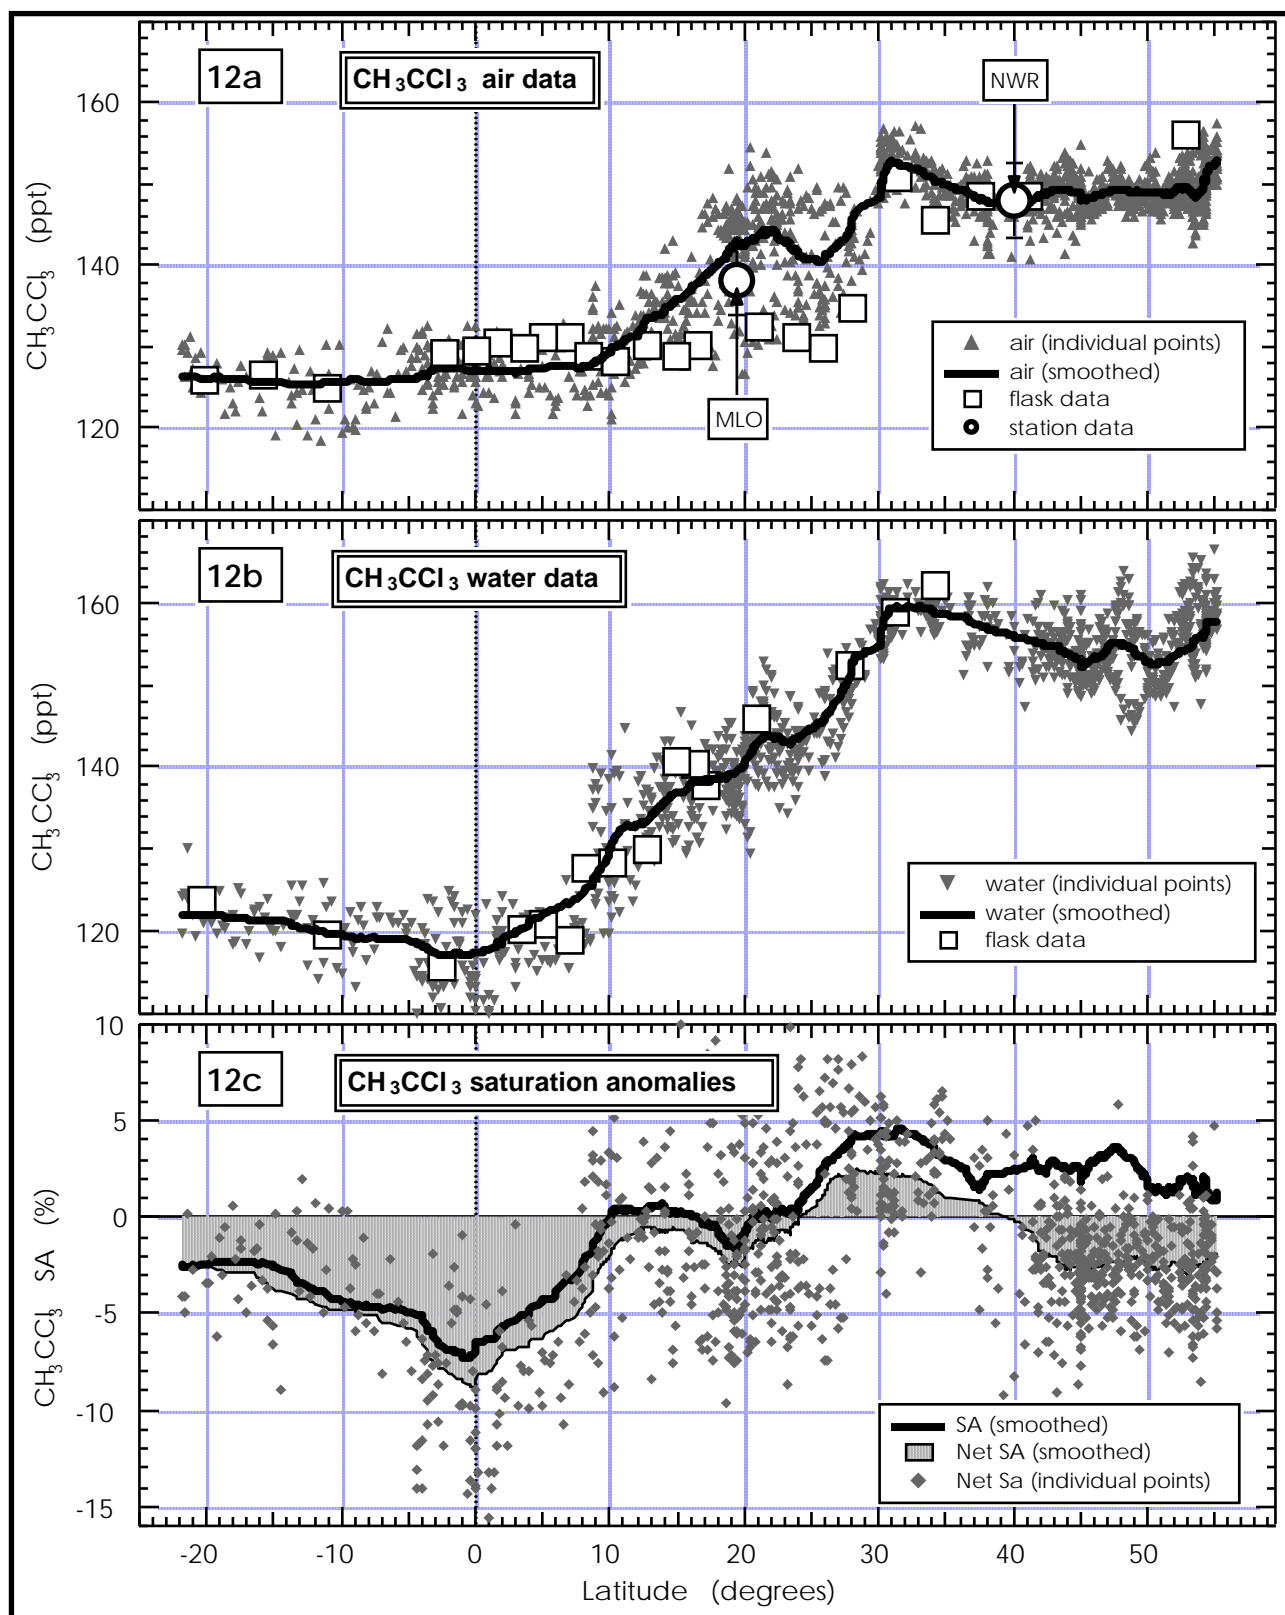 12a
CH₃CCl₃ air data
NWR
160
140
120
CH₃CCl₃ (ppt)
MLO
air (individual points)
air (smoothed)
flask data
station data
12b
CH₃CCl₃ water data
160
140
120
CH₃CCl₃ (ppt)
water (individual points)
water (smoothed)
flask data
12c
CH₃CCl₃ saturation anomalies
10
5
0
-5
-10
-15
CH₃CCl₃ SA (%)
SA (smoothed)
Net SA (smoothed)
Net Sa (individual points)
-20 -10 0 10 20 30 40 50
Latitude (degrees)